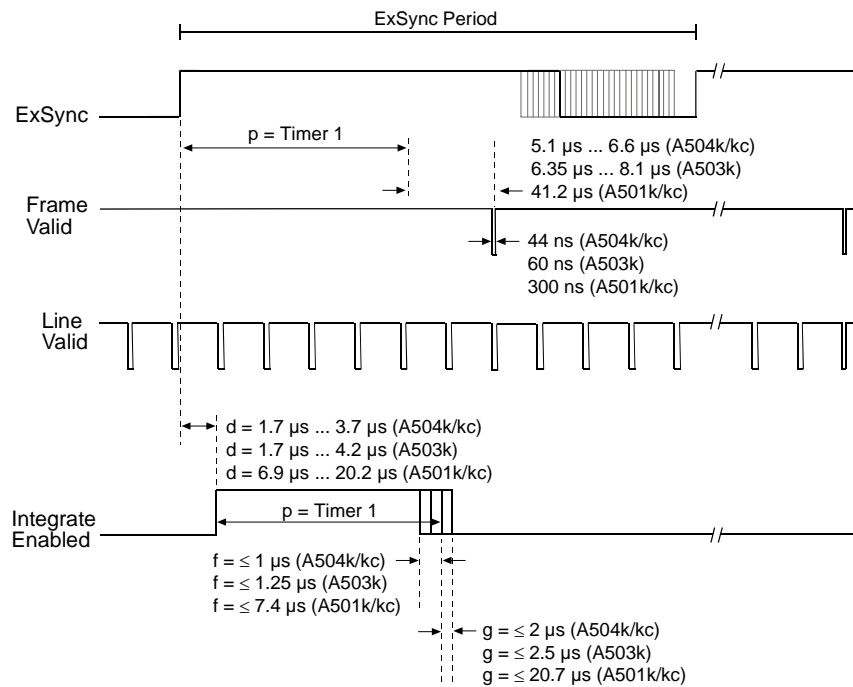 ExSync Period
ExSync
p = Timer 1
5.1 µs ... 6.6 µs (A504k/kc)
6.35 µs ... 8.1 µs (A503k)
41.2 µs (A501k/kc)
Frame
Valid
44 ns (A504k/kc)
60 ns (A503k)
300 ns (A501k/kc)
Line
Valid
d = 1.7 µs ... 3.7 µs (A504k/kc)
d = 1.7 µs ... 4.2 µs (A503k)
d = 6.9 µs ... 20.2 µs (A501k/kc)
Integrate
Enabled
p = Timer 1
f = ≤ 1 µs (A504k/kc)
f = ≤ 1.25 µs (A503k)
f = ≤ 7.4 µs (A501k/kc)
g = ≤ 2 µs (A504k/kc)
g = ≤ 2.5 µs (A503k)
g = ≤ 20.7 µs (A501k/kc)